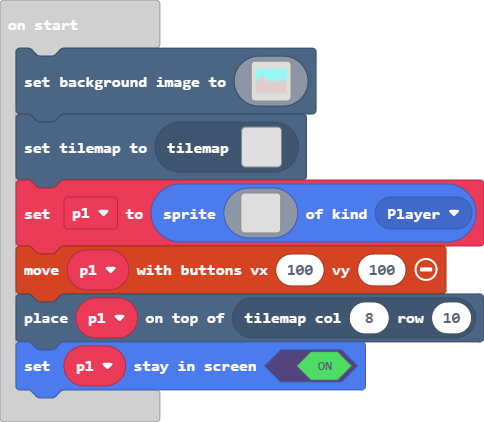 on start
set background image to
set tilemap to tilemap
set p1 to sprite of kind Player
move p1 with buttons vx 100 vy 100
place p1 on top of tilemap col 8 row 10
set p1 stay in screen ON